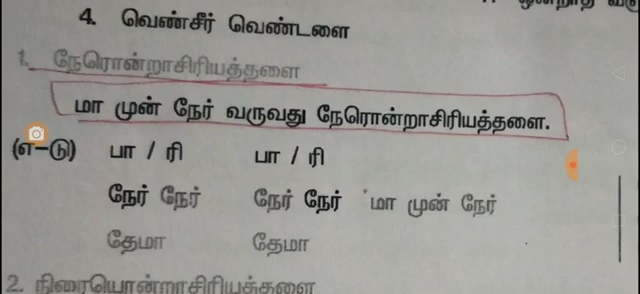 4. வெண்சீர் வெண்டளை
1. நேரொன்றாசிரியத்தளை
மா முன் நேர் வருவது நேரொன்றாசிரியத்தளை.
(எ-டு) பா / ரி பா / ரி
நேர் நேர் நேர் நேர் மா முன் நேர்
தேமா தேமா
2. நிரையொன்றாசிரியத்தளை